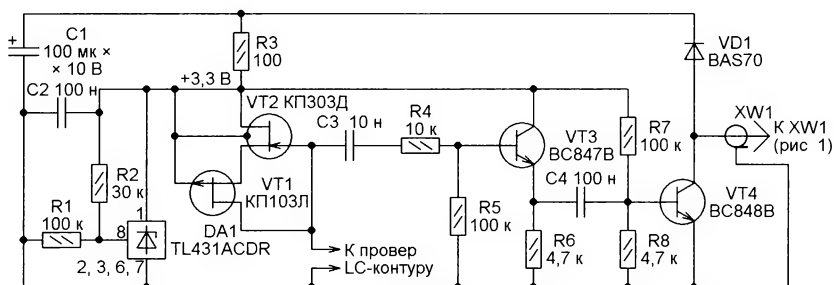 C1
100 мк ×
× 10 В
C2 100 н
+
R3
100
+3,3 В
VT2 КП303Д
C3 10 н
R4
10 к
VT3
BC847B
R7
100 к
VD1
BAS70
XW1
К XW1
(рис 1)
R2
30 к
R1
100 к
1
8
2, 3, 6, 7
DA1
TL431ACDR
VT1
КП103Л
К провер
LC-контуру
R5
100 к
C4 100 н
R6
4,7 к
R8
4,7 к
VT4
BC848B